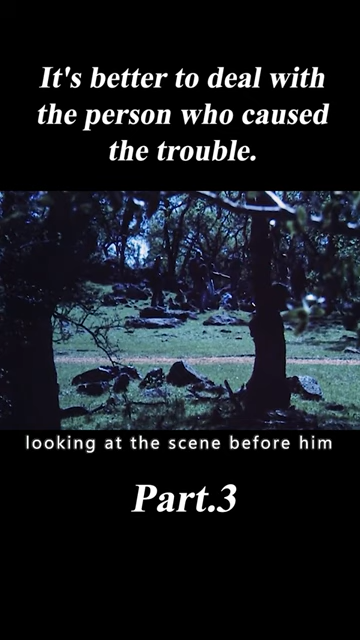 It's better to deal with
the person who caused
the trouble.
looking at the scene before him
Part.3